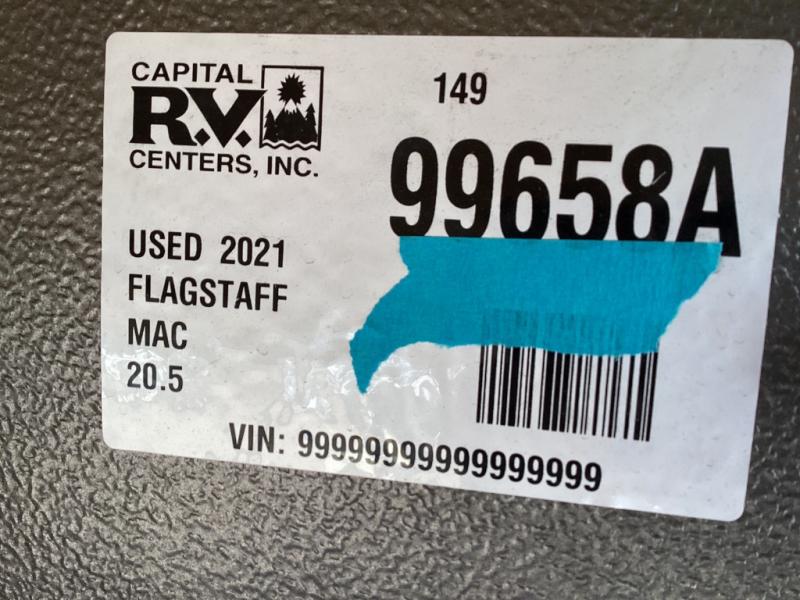 CAPITAL
R.V.
CENTERS, INC.
149
99658A
USED 2021
FLAGSTAFF
MAC
20.5
VIN: 99999999999999999